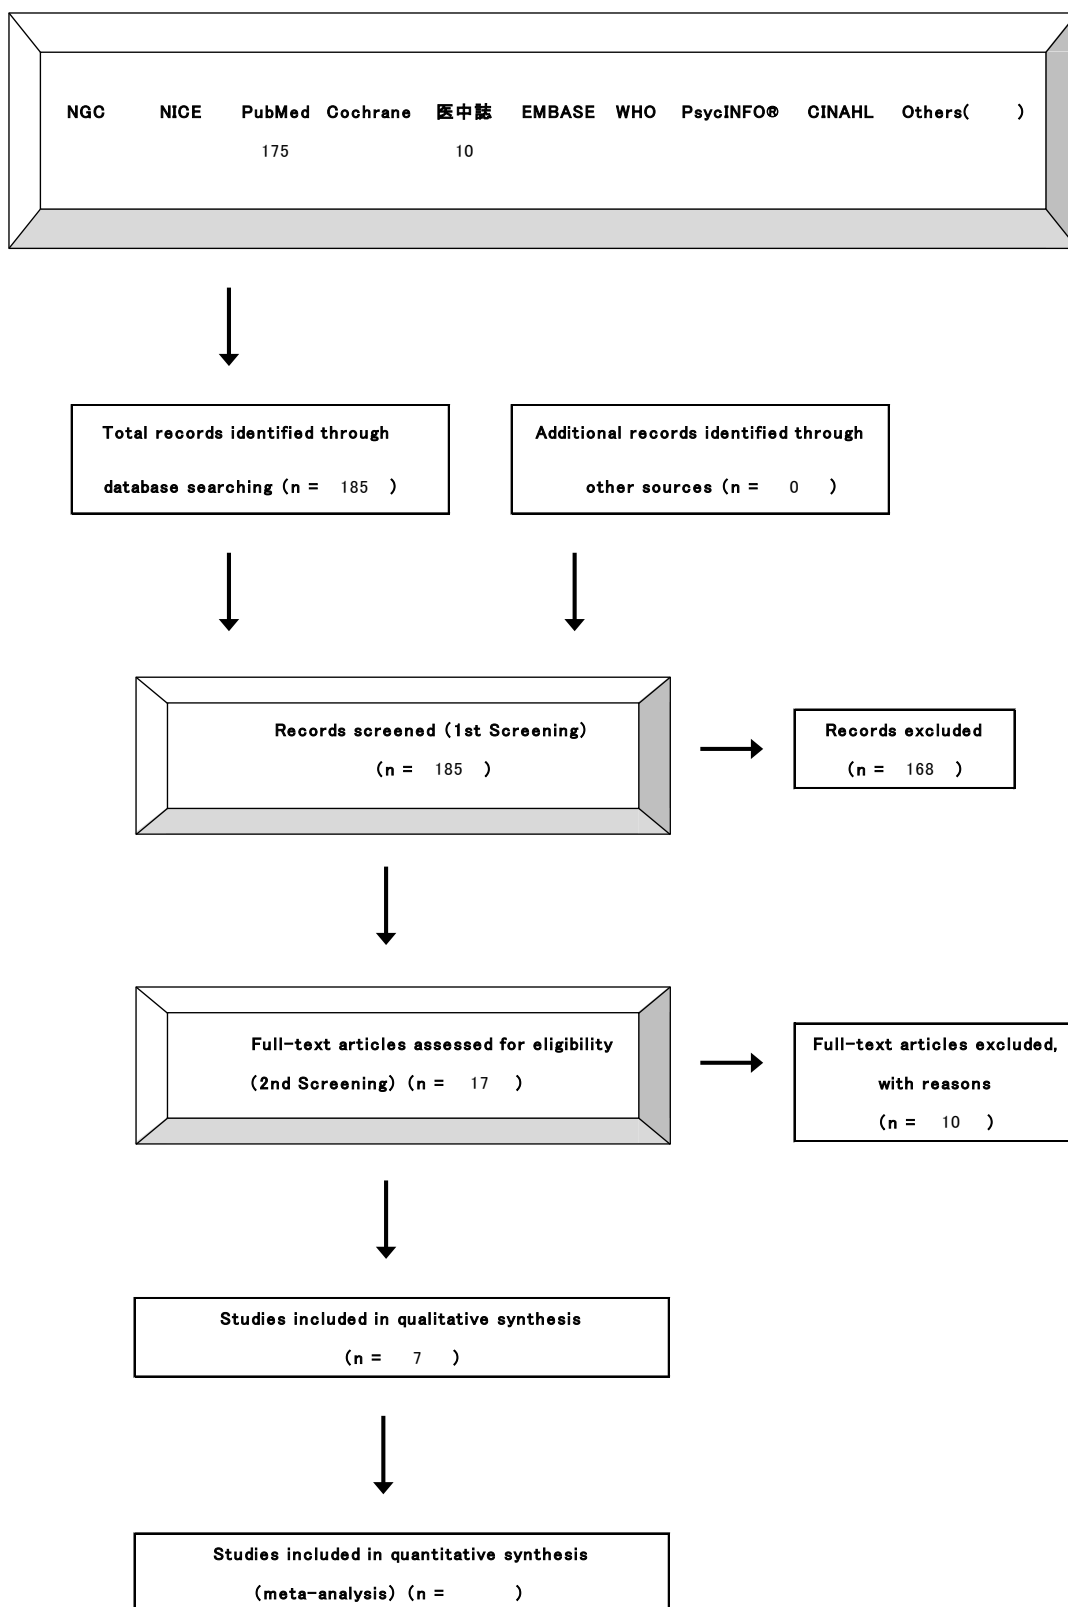 NGC NICE PubMed Cochrane 医中誌 EMBASE WHO PsycINFO® CINAHL Others( )
175 10
Total records identified through
database searching (n = 185 )
Additional records identified through
other sources (n = 0 )
Records screened (1st Screening)
(n = 185 )
Records excluded
(n = 168 )
Full-text articles assessed for eligibility
(2nd Screening) (n = 17 )
Full-text articles excluded,
with reasons
(n = 10 )
Studies included in qualitative synthesis
(n = 7 )
Studies included in quantitative synthesis
(meta-analysis) (n = )